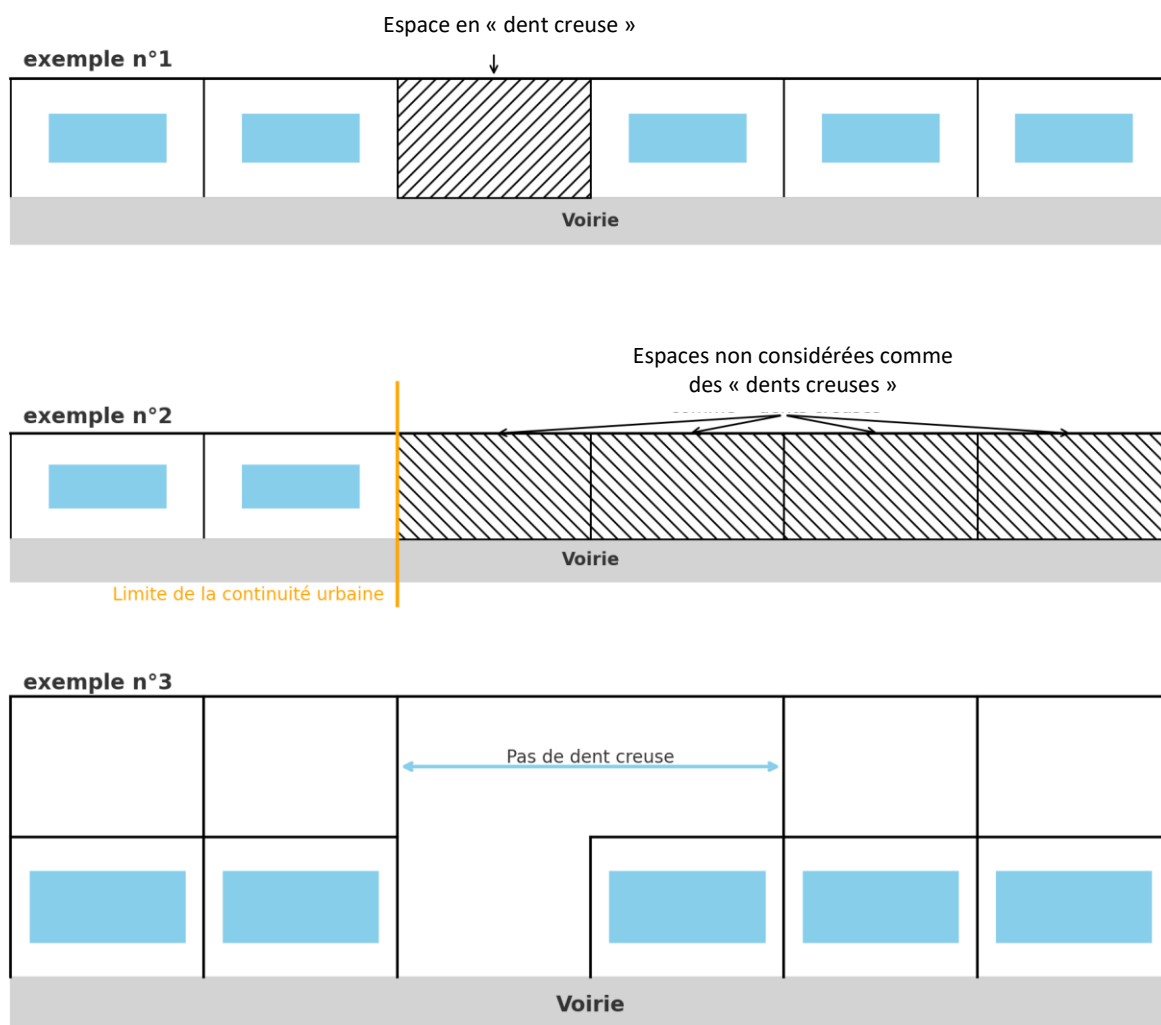 Espace en « dent creuse »
exemple n°1
Voirie
Espaces non considérées comme
des « dents creuses »
exemple n°2
Voirie
Limite de la continuité urbaine
exemple n°3
Pas de dent creuse
Voirie